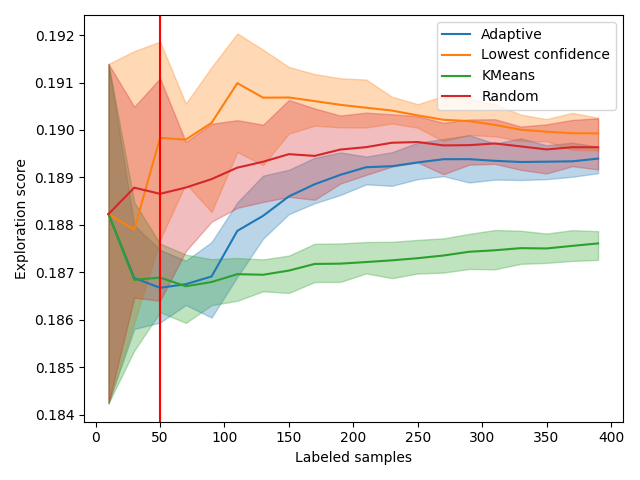 Adaptive
Lowest confidence
KMeans
Random
Exploration score
0.192
0.191
0.190
0.189
0.188
0.187
0.186
0.185
0.184
0 50 100 150 200 250 300 350 400
Labeled samples